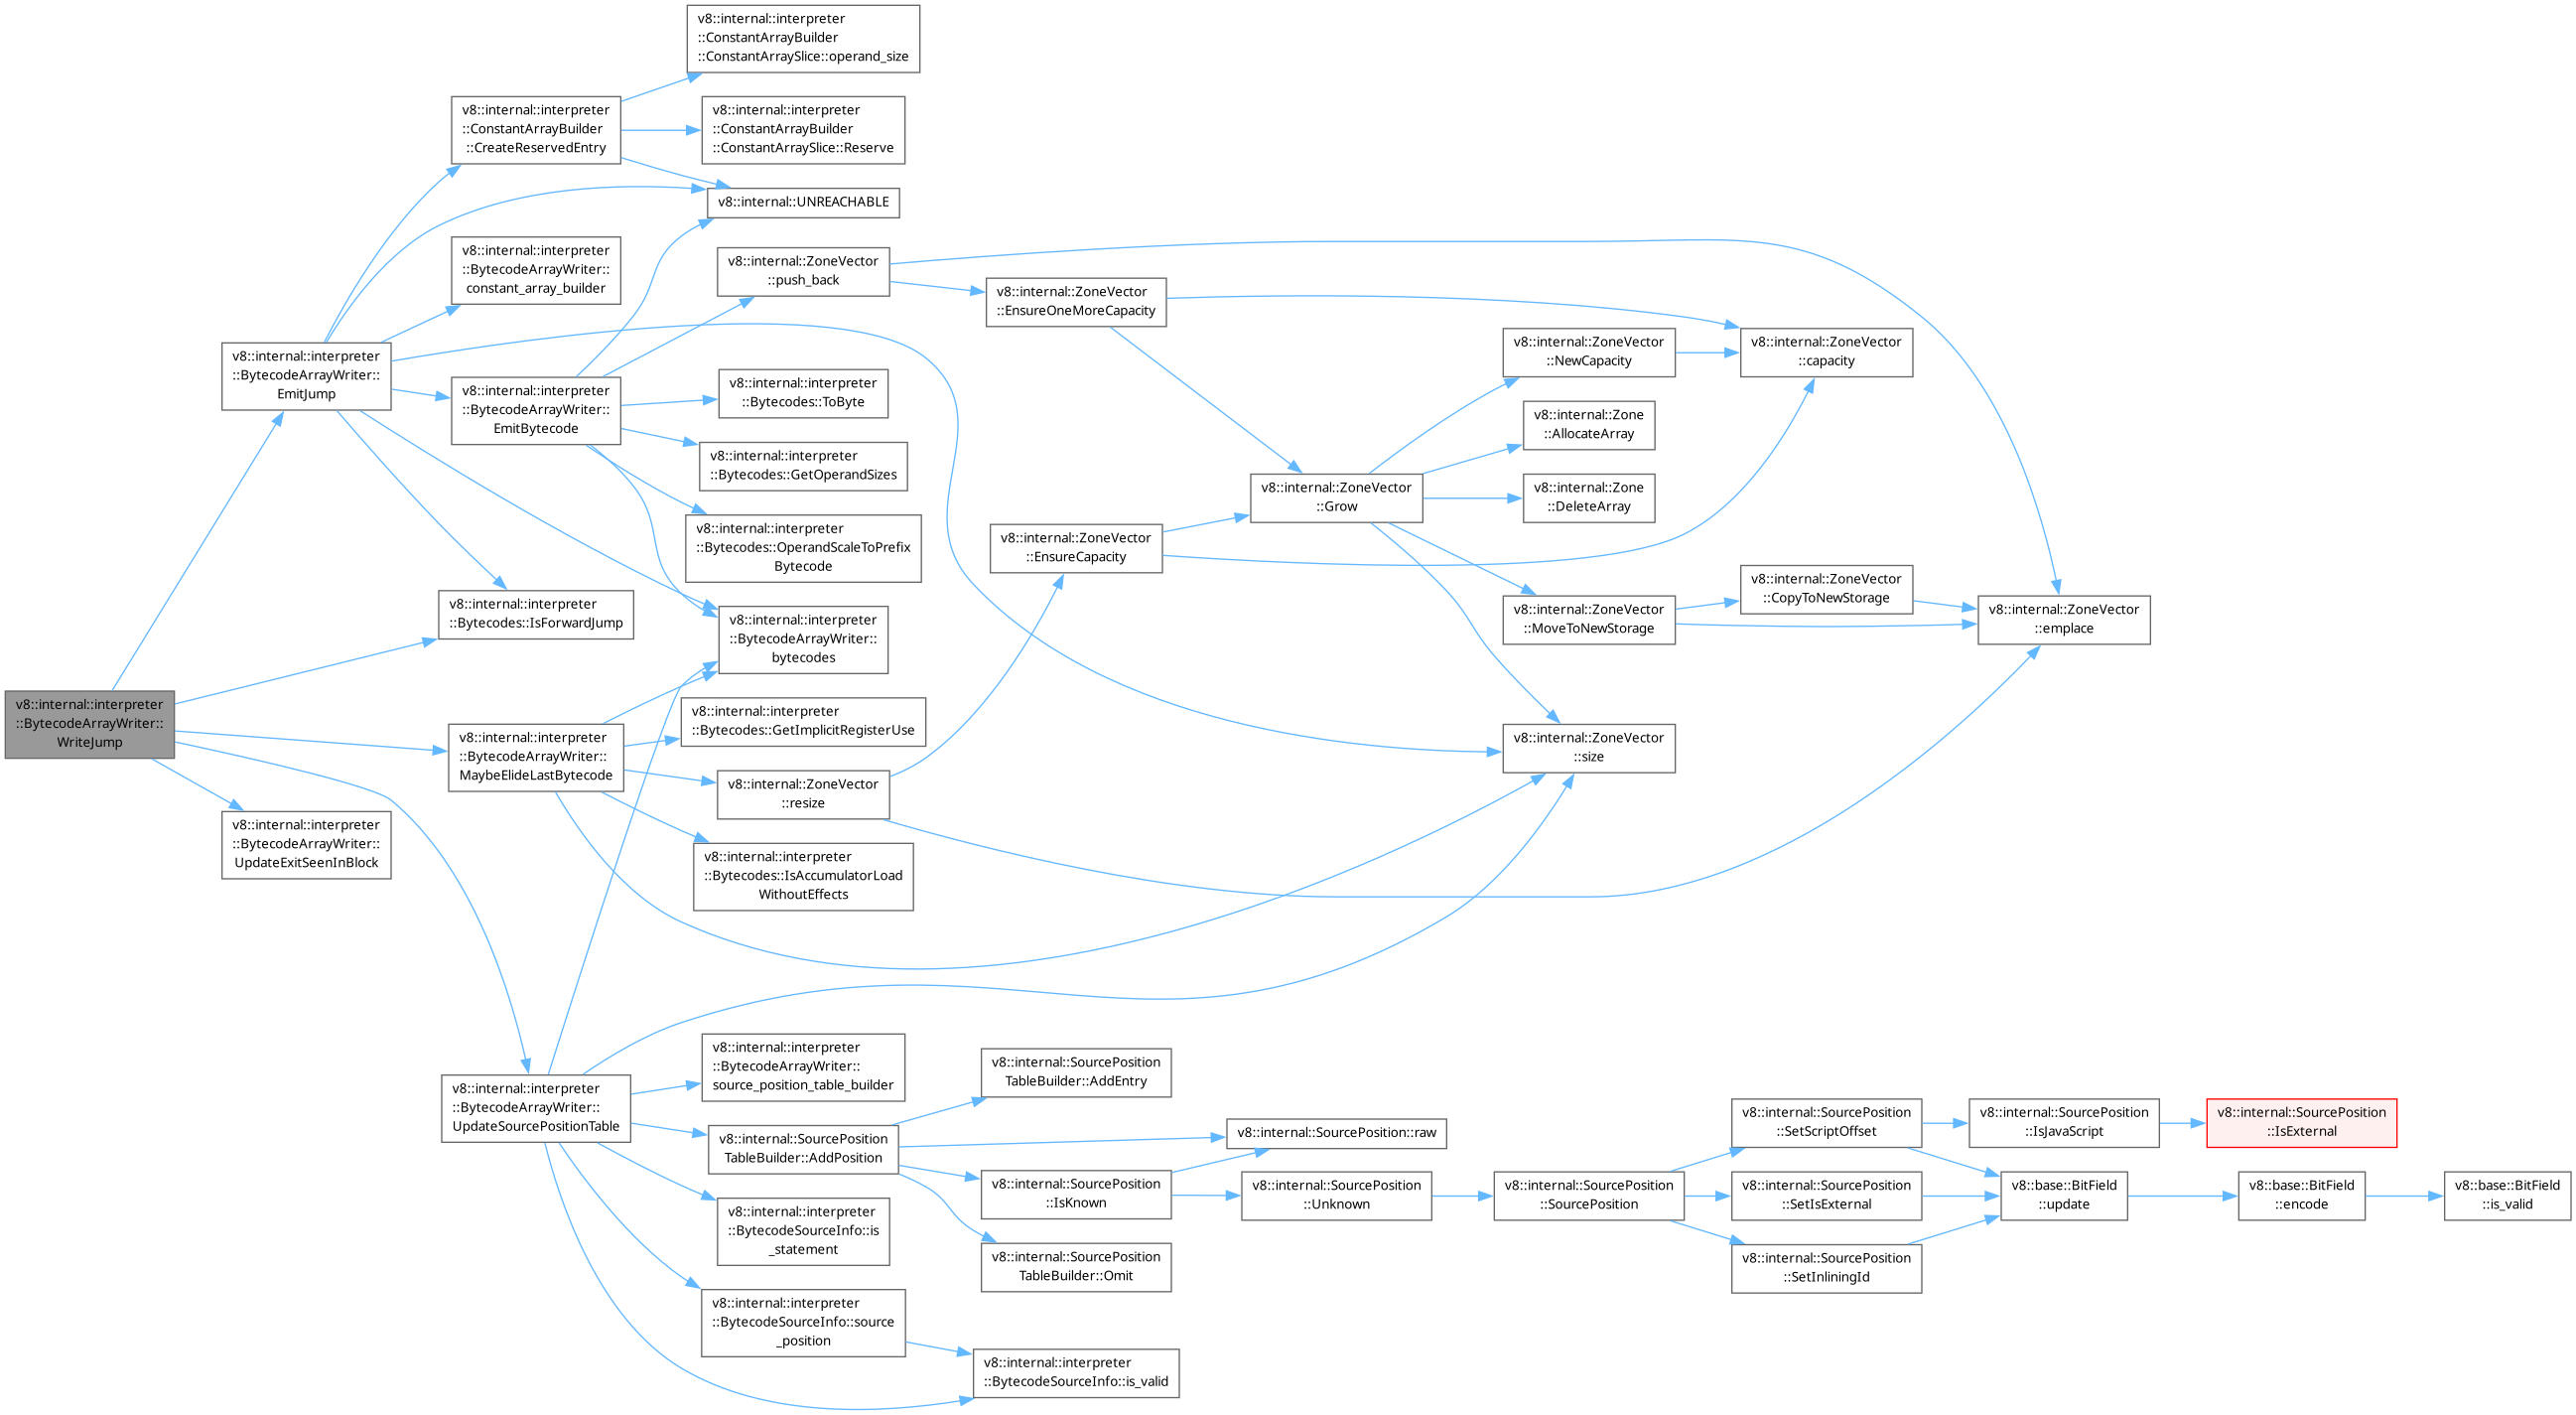 v8::internal::interpreter
::ConstantArrayBuilder
::ConstantArraySlice::operand_size
v8::internal::interpreter
::ConstantArrayBuilder
::CreateReservedEntry
v8::internal::interpreter
::ConstantArrayBuilder
::ConstantArraySlice::Reserve
v8::internal::UNREACHABLE
v8::internal::interpreter
::BytecodeArrayWriter::
constant_array_builder
v8::internal::ZoneVector
::push_back
v8::internal::ZoneVector
::EnsureOneMoreCapacity
v8::internal::interpreter
::BytecodeArrayWriter::
EmitJump
v8::internal::ZoneVector
::NewCapacity
v8::internal::ZoneVector
::capacity
v8::internal::interpreter
::BytecodeArrayWriter::
EmitBytecode
v8::internal::interpreter
::Bytecodes::ToByte
v8::internal::Zone
::AllocateArray
v8::internal::interpreter
::Bytecodes::GetOperandSizes
v8::internal::ZoneVector
::Grow
v8::internal::Zone
::DeleteArray
v8::internal::interpreter
::Bytecodes::OperandScaleToPrefix
Bytecode
v8::internal::ZoneVector
::EnsureCapacity
v8::internal::interpreter
::Bytecodes::IsForwardJump
v8::internal::interpreter
::BytecodeArrayWriter::
bytecodes
v8::internal::ZoneVector
::MoveToNewStorage
v8::internal::ZoneVector
::CopyToNewStorage
v8::internal::ZoneVector
::emplace
v8::internal::interpreter
::BytecodeArrayWriter::
WriteJump
v8::internal::interpreter
::Bytecodes::GetImplicitRegisterUse
v8::internal::interpreter
::BytecodeArrayWriter::
MaybeElideLastBytecode
v8::internal::ZoneVector
::size
v8::internal::ZoneVector
::resize
v8::internal::interpreter
::BytecodeArrayWriter::
UpdateExitSeenInBlock
v8::internal::interpreter
::Bytecodes::IsAccumulatorLoad
WithoutEffects
v8::internal::interpreter
::BytecodeArrayWriter::
source_position_table_builder
v8::internal::SourcePosition
TableBuilder::AddEntry
v8::internal::interpreter
::BytecodeArrayWriter::
UpdateSourcePositionTable
v8::internal::SourcePosition
TableBuilder::AddPosition
v8::internal::SourcePosition::raw
v8::internal::SourcePosition
::SetScriptOffset
v8::internal::SourcePosition
::IsJavaScript
v8::internal::SourcePosition
::IsExternal
v8::internal::SourcePosition
::IsKnown
v8::internal::SourcePosition
::Unknown
v8::internal::SourcePosition
::SourcePosition
v8::internal::SourcePosition
::SetIsExternal
v8::base::BitField
::update
v8::base::BitField
::encode
v8::base::BitField
::is_valid
v8::internal::interpreter
::BytecodeSourceInfo::is
_statement
v8::internal::SourcePosition
TableBuilder::Omit
v8::internal::SourcePosition
::SetInliningId
v8::internal::interpreter
::BytecodeSourceInfo::source
_position
v8::internal::interpreter
::BytecodeSourceInfo::is_valid